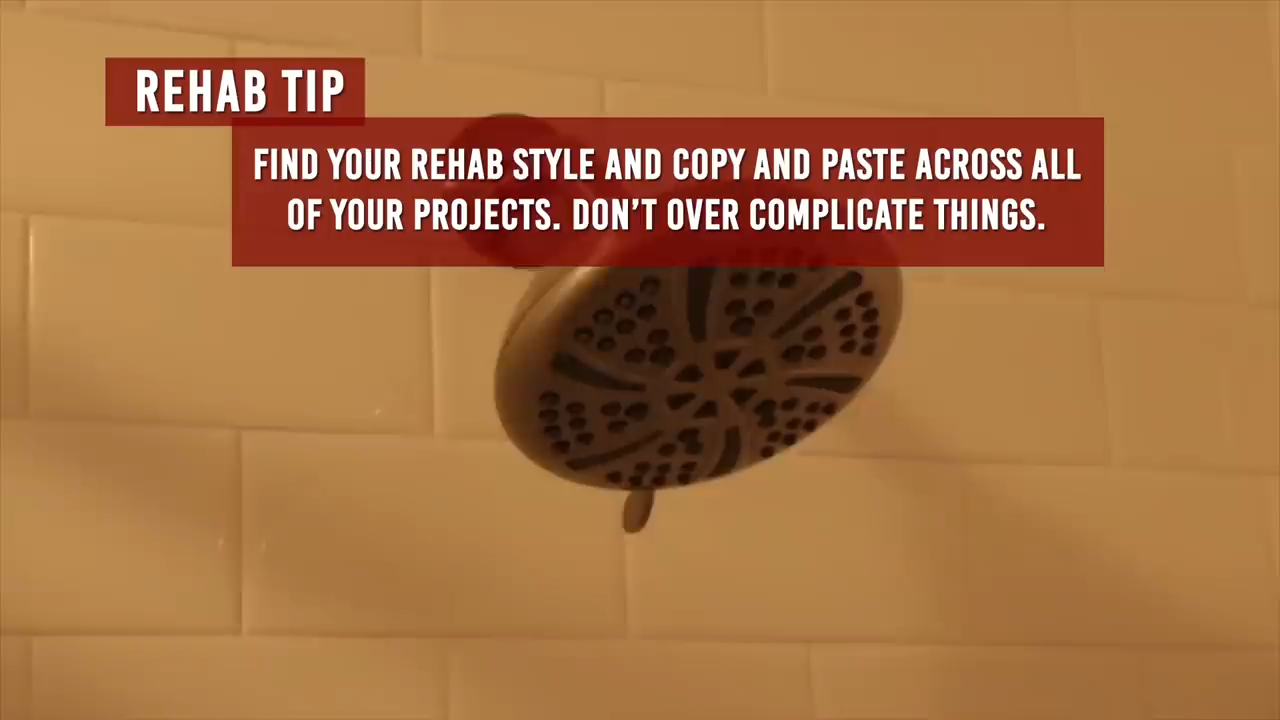 REHAB TIP
FIND YOUR REHAB STYLE AND COPY AND PASTE ACROSS ALL
OF YOUR PROJECTS. DON'T OVER COMPLICATE THINGS.